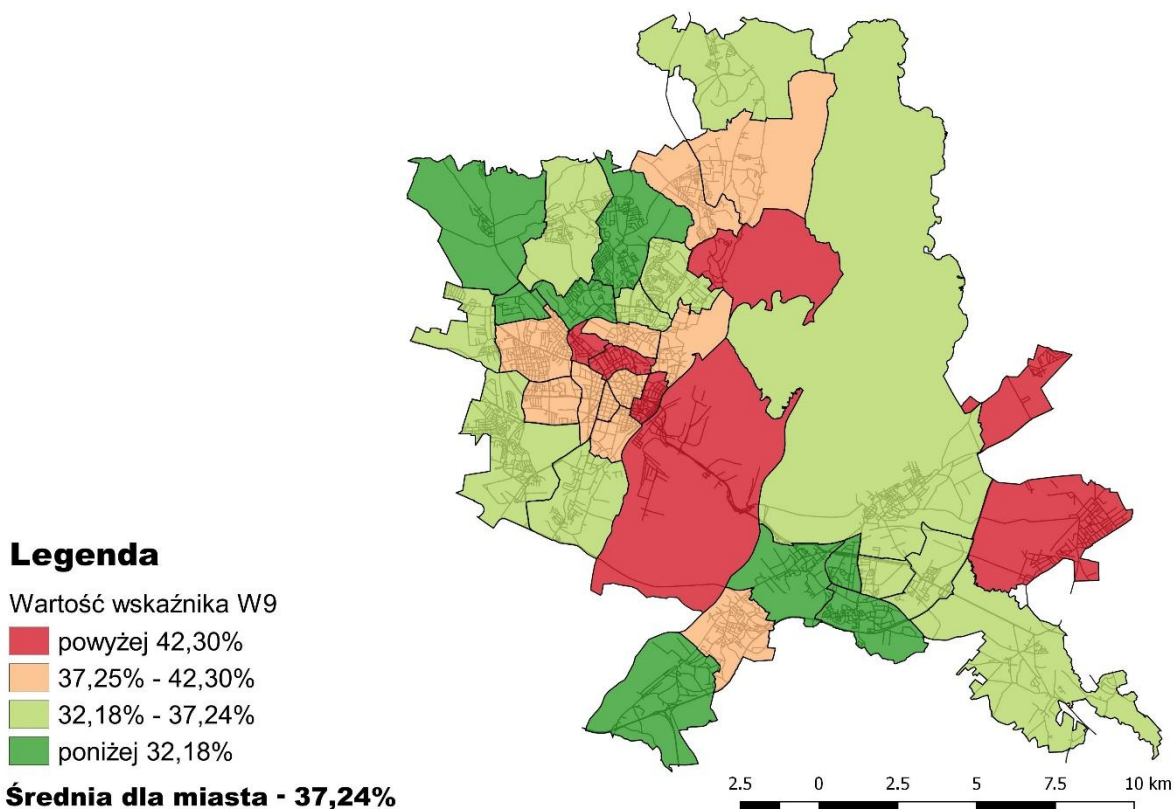 Legenda
Wartość wskaźnika W9
powyżej 42,30%
37,25% - 42,30%
32,18% - 37,24%
poniżej 32,18%
Średnia dla miasta - 37,24%
2.5 0 2.5 5 7.5 10 km